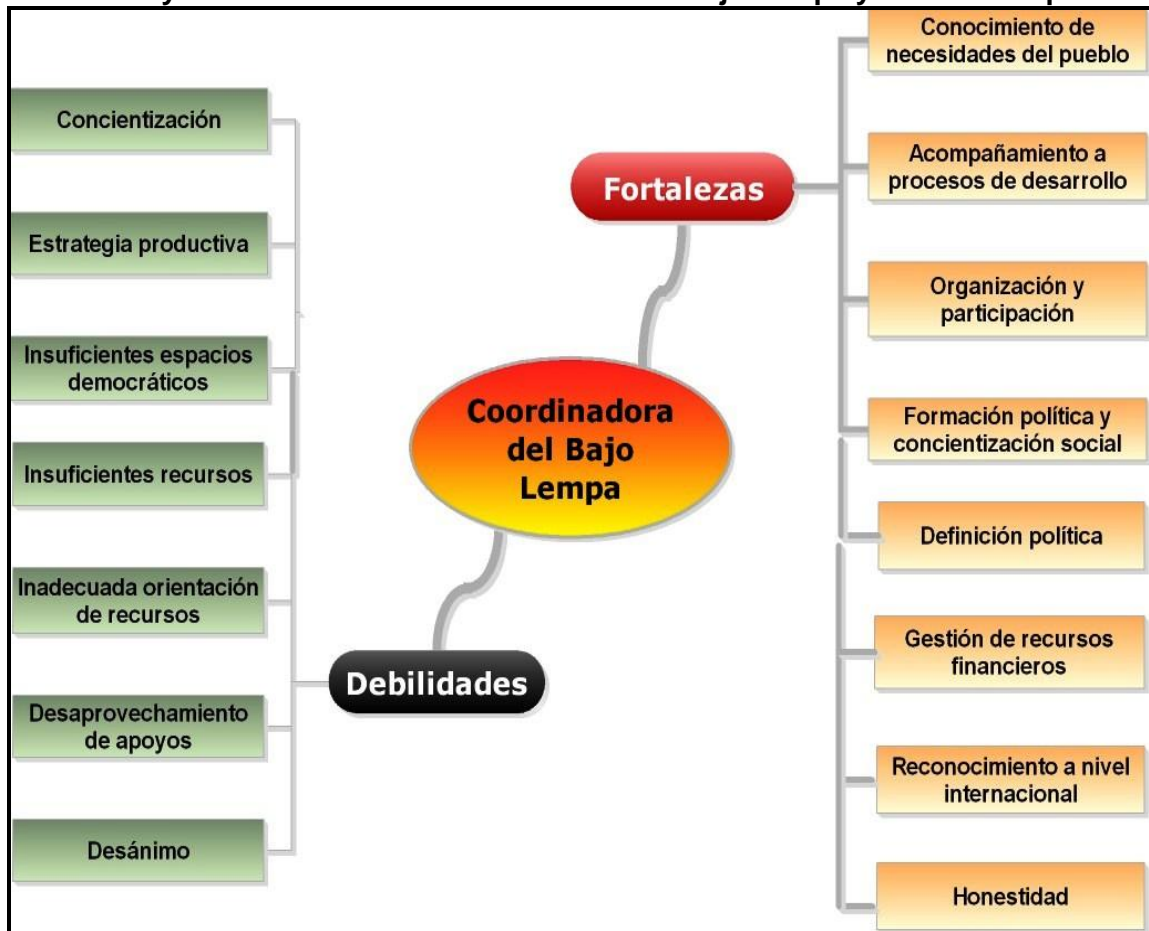 Conocimiento de
necesidades del pueblo
Concientización
Fortalezas
Acompañamiento a
procesos de desarrollo
Estrategia productiva
Organización y
participación
Insuficientes espacios
democráticos
Coordinadora
del Bajo
Lempa
Formación política y
concientización social
Insuficientes recursos
Definición política
Inadecuada orientación
de recursos
Debilidades
Gestión de recursos
financieros
Desaprovechamiento
de apoyos
Reconocimiento a nivel
internacional
Desánimo
Honestidad